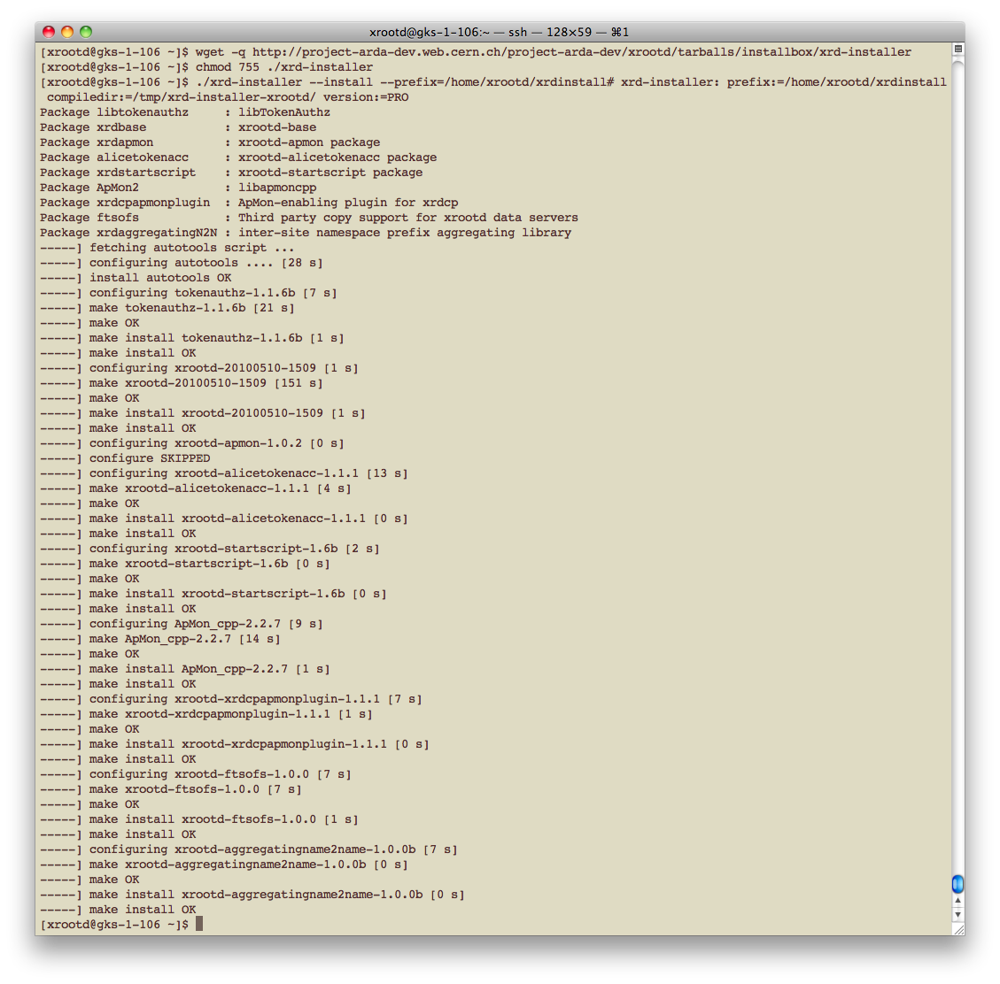 xrootd@gks-1-106:~ — ssh — 128×59 — ⌘1
[xrootd@gks-1-106 ~]$ wget -q http://project-arda-dev.web.cern.ch/project-arda-dev/xrootd/tarballs/installbox/xrd-installer
[xrootd@gks-1-106 ~]$ chmod 755 ./xrd-installer
[xrootd@gks-1-106 ~]$ ./xrd-installer --install --prefix=/home/xrootd/xrdinstall# xrd-installer: prefix:=/home/xrootd/xrdinstall
 compiledir:=/tmp/xrd-installer-xrootd/ version:=PRO
Package libtokenauthz     : libTokenAuthz
Package xrdbase           : xrootd-base
Package xrdapmon          : xrootd-apmon package
Package alicetokenacc     : xrootd-alicetokenacc package
Package xrdstartscript    : xrootd-startscript package
Package ApMon2            : libapmoncpp
Package xrdcpapmonplugin  : ApMon-enabling plugin for xrdcp
Package ftsofs            : Third party copy support for xrootd data servers
Package xrdaggregatingN2N : inter-site namespace prefix aggregating library
-----] fetching autotools script ...
-----] configuring autotools .... [28 s]
-----] install autotools OK
-----] configuring tokenauthz-1.1.6b [7 s]
-----] make tokenauthz-1.1.6b [21 s]
-----] make OK
-----] make install tokenauthz-1.1.6b [1 s]
-----] make install OK
-----] configuring xrootd-20100510-1509 [1 s]
-----] make xrootd-20100510-1509 [151 s]
-----] make OK
-----] make install xrootd-20100510-1509 [1 s]
-----] make install OK
-----] configuring xrootd-apmon-1.0.2 [0 s]
-----] configure SKIPPED
-----] configuring xrootd-alicetokenacc-1.1.1 [13 s]
-----] make xrootd-alicetokenacc-1.1.1 [4 s]
-----] make OK
-----] make install xrootd-alicetokenacc-1.1.1 [0 s]
-----] make install OK
-----] configuring xrootd-startscript-1.6b [2 s]
-----] make xrootd-startscript-1.6b [0 s]
-----] make OK
-----] make install xrootd-startscript-1.6b [0 s]
-----] make install OK
-----] configuring ApMon_cpp-2.2.7 [9 s]
-----] make ApMon_cpp-2.2.7 [14 s]
-----] make OK
-----] make install ApMon_cpp-2.2.7 [1 s]
-----] make install OK
-----] configuring xrootd-xrdcpapmonplugin-1.1.1 [7 s]
-----] make xrootd-xrdcpapmonplugin-1.1.1 [1 s]
-----] make OK
-----] make install xrootd-xrdcpapmonplugin-1.1.1 [0 s]
-----] make install OK
-----] configuring xrootd-ftsofs-1.0.0 [7 s]
-----] make xrootd-ftsofs-1.0.0 [7 s]
-----] make OK
-----] make install xrootd-ftsofs-1.0.0 [1 s]
-----] make install OK
-----] configuring xrootd-aggregatingname2name-1.0.0b [7 s]
-----] make xrootd-aggregatingname2name-1.0.0b [0 s]
-----] make OK
-----] make install xrootd-aggregatingname2name-1.0.0b [0 s]
-----] make install OK
[xrootd@gks-1-106 ~]$